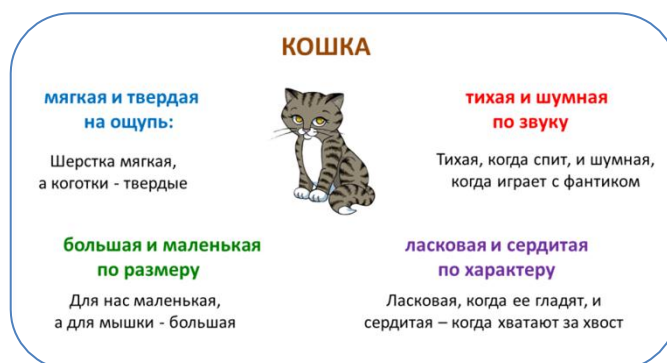 КОШКА
мягкая и твердая
на ощупь:
Шерстка мягкая,
а коготки - твердые
тихая и шумная
по звуку
Тихая, когда спит, и шумная,
когда играет с фантиком
большая и маленькая
по размеру
Для нас маленькая,
а для мышки - большая
ласковая и сердитая
по характеру
Ласковая, когда ее гладят, и
сердитая – когда хватают за хвост